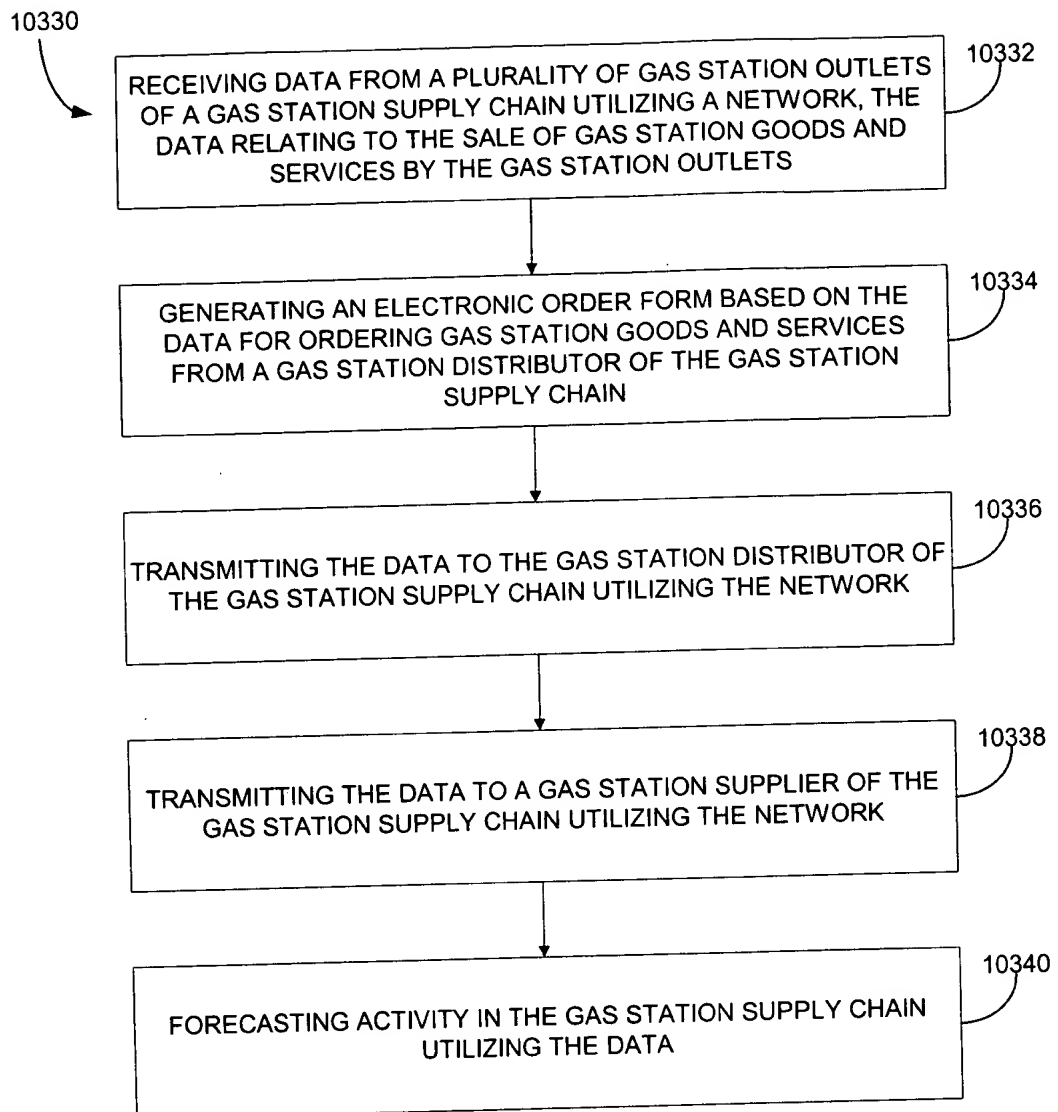 10330
10332
RECEIVING DATA FROM A PLURALITY OF GAS STATION OUTLETS
OF A GAS STATION SUPPLY CHAIN UTILIZING A NETWORK, THE
DATA RELATING TO THE SALE OF GAS STATION GOODS AND
SERVICES BY THE GAS STATION OUTLETS
10334
GENERATING AN ELECTRONIC ORDER FORM BASED ON THE
DATA FOR ORDERING GAS STATION GOODS AND SERVICES
FROM A GAS STATION DISTRIBUTOR OF THE GAS STATION
SUPPLY CHAIN
10336
TRANSMITTING THE DATA TO THE GAS STATION DISTRIBUTOR OF
THE GAS STATION SUPPLY CHAIN UTILIZING THE NETWORK
10338
TRANSMITTING THE DATA TO A GAS STATION SUPPLIER OF THE
GAS STATION SUPPLY CHAIN UTILIZING THE NETWORK
10340
FORECASTING ACTIVITY IN THE GAS STATION SUPPLY CHAIN
UTILIZING THE DATA